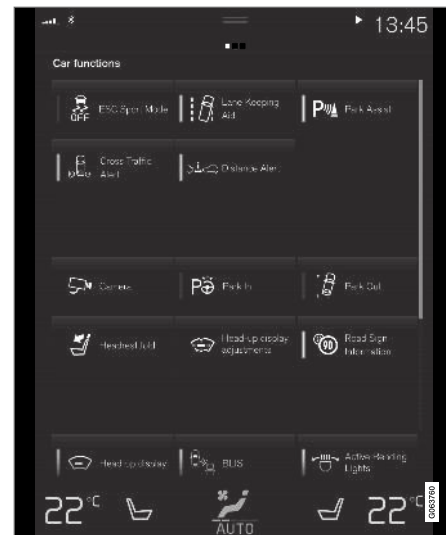 13:45
Car functions
OFF
ESC Sport Mode
Lane Keeping
Aid
P
Park Assist
Cross Traffic
Alert
Distance Alert
Camera
P
Park In
Park Out
Headrest fold
Head-up display
adjustments
90
Road Sign
Information
Head-up display
BLIS
Active Bending
Lights
22°C
AUTO
22°C
G063760